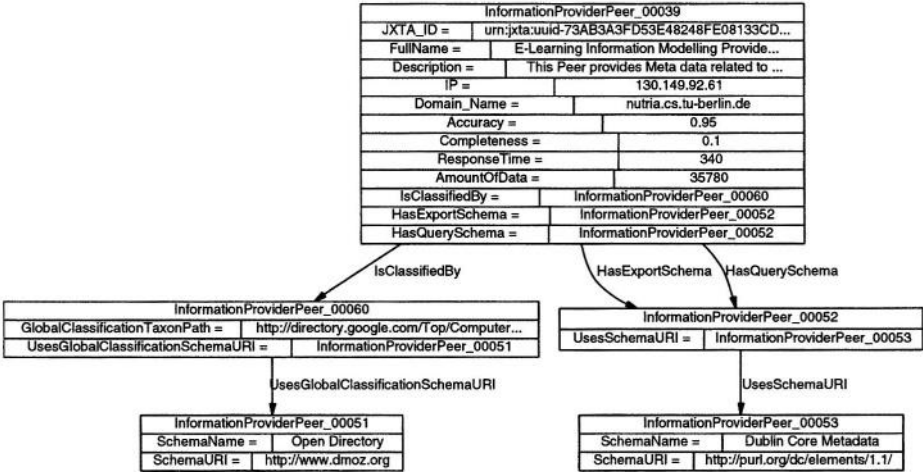 InformationProviderPeer_00039
JXTA_ID = urn:jxta:uuid-73AB3A3FD53E48248FE08133CD...
FullName = E-Learning Information Modelling Provide...
Description = This Peer provides Meta data related to ...
IP = 130.149.92.61
Domain_Name = nutria.cs.tu-berlin.de
Accuracy = 0.95
Completeness = 0.1
ResponseTime = 340
AmountOfData = 35780
IsClassifiedBy = InformationProviderPeer_00060
HasExportSchema = InformationProviderPeer_00052
HasQuerySchema = InformationProviderPeer_00052
IsClassifiedBy HasExportSchema HasQuerySchema
InformationProviderPeer_00060
GlobalClassificationTaxonPath = http://directory.google.com/Top/Computer...
UsesGlobalClassificationSchemaURI = InformationProviderPeer_00051
InformationProviderPeer_00052
UsesSchemaURI = InformationProviderPeer_00053
UsesGlobalClassificationSchemaURI
UsesSchemaURI
InformationProviderPeer_00051
SchemaName = Open Directory
SchemaURI = http://www.dmoz.org
InformationProviderPeer_00053
SchemaName = Dublin Core Metadata
SchemaURI = http://purl.org/dc/elements/1.1/